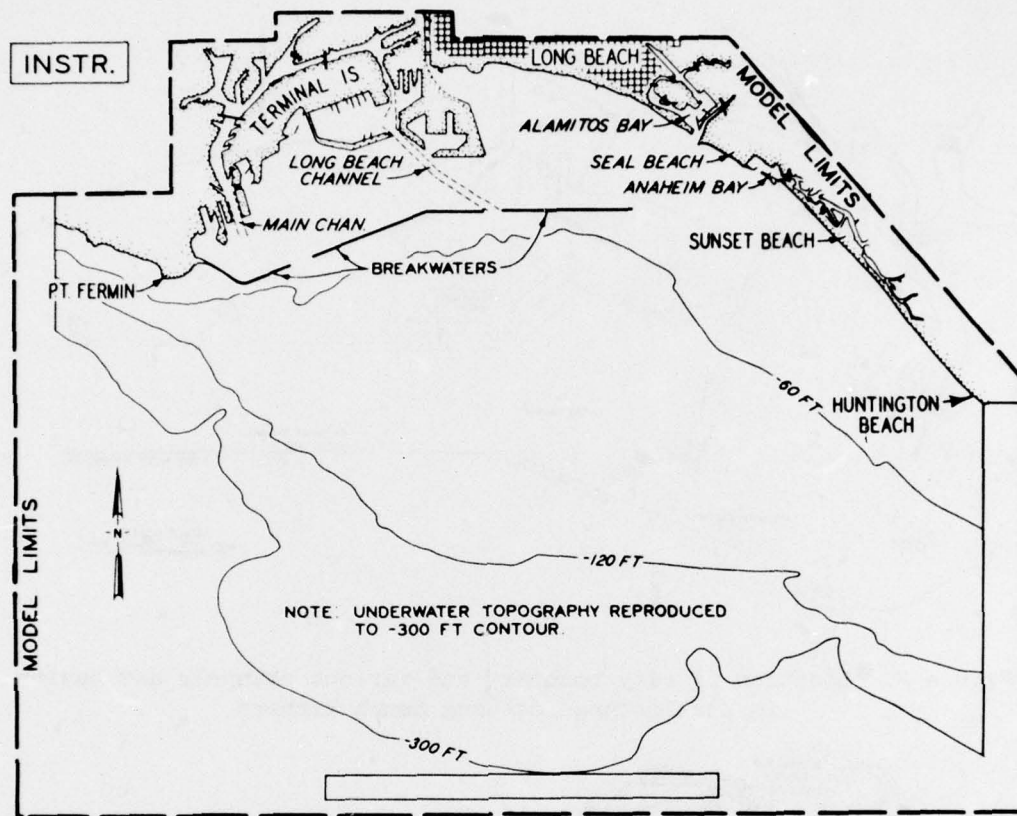 INSTR.
TERMINAL IS
LONG BEACH
MODEL LIMITS
ALAMITOS BAY
LONG BEACH
CHANNEL
SEAL BEACH
ANAHEIM BAY
MAIN CHAN.
SUNSET BEACH
BREAKWATERS
PT. FERMIN
-60 FT
HUNTINGTON
BEACH
MODEL LIMITS
N
-120 FT
NOTE: UNDERWATER TOPOGRAPHY REPRODUCED
TO -300 FT CONTOUR.
-300 FT